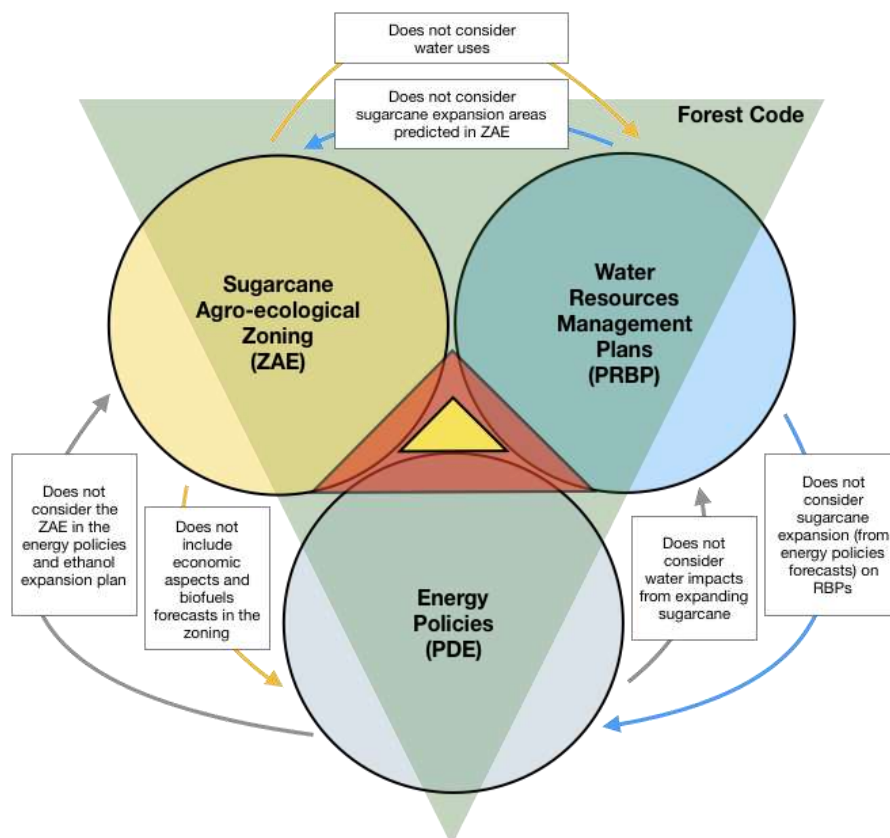 Does not consider
water uses
Does not consider
sugarcane expansion areas
predicted in ZAE
Forest Code
Sugarcane
Agro-ecological
Zoning
(ZAE)
Water
Resources
Management
Plans
(PRBP)
Does not
consider the
ZAE in the
energy policies
and ethanol
expansion plan
Does not
include
economic
aspects and
biofuels
forecasts in the
zoning
Energy
Policies
(PDE)
Does not
consider
water impacts
from expanding
sugarcane
Does not
consider
sugarcane
expansion (from
energy policies
forecasts) on
RBPs